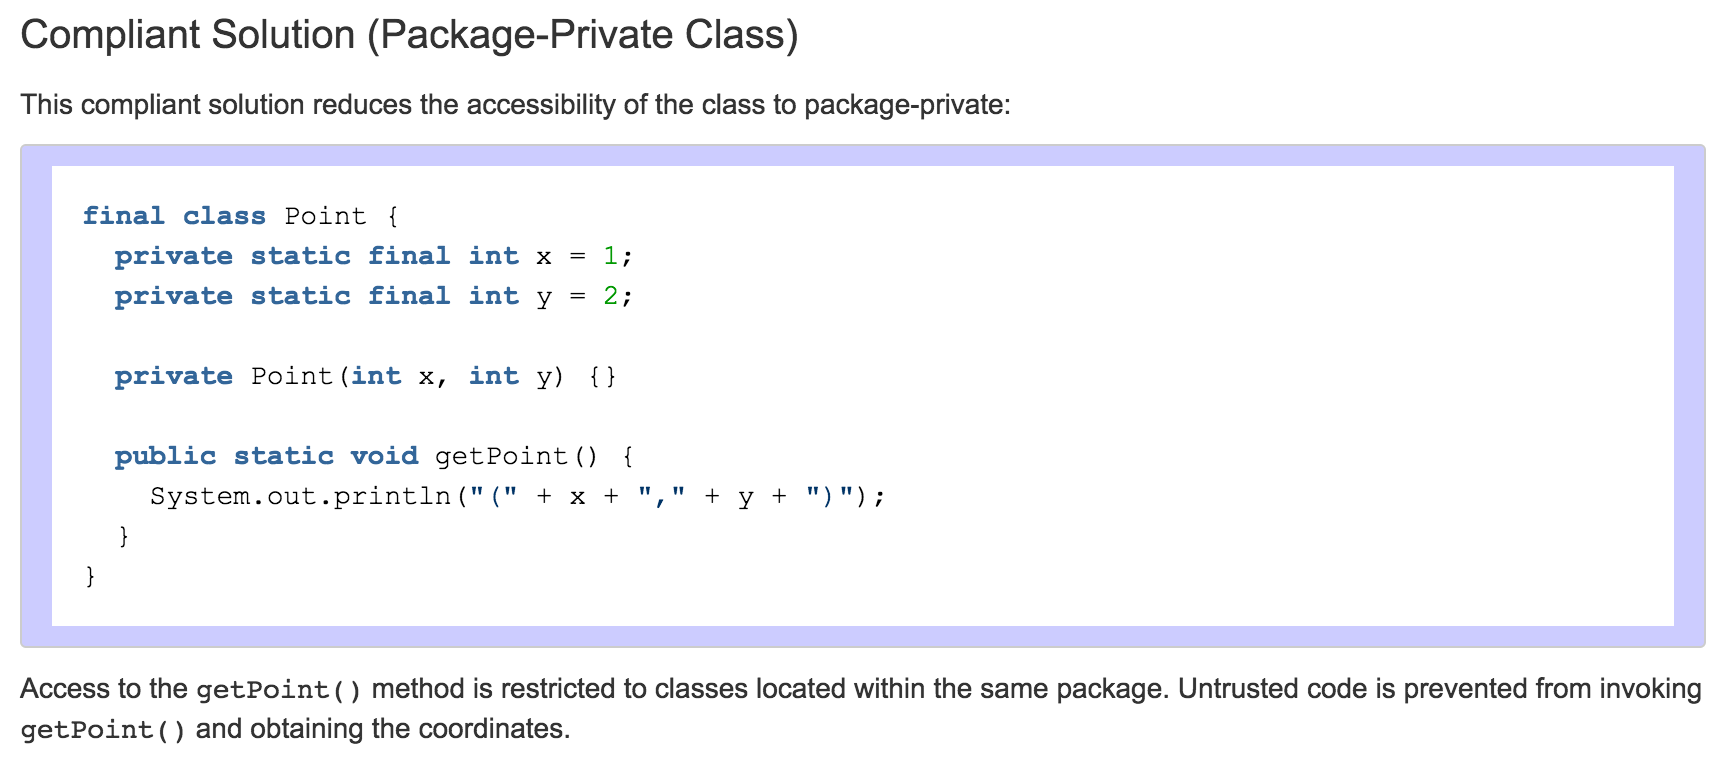 Compliant Solution (Package-Private Class)
This compliant solution reduces the accessibility of the class to package-private:
final class Point {
  private static final int x = 1;
  private static final int y = 2;

  private Point(int x, int y) {}

  public static void getPoint() {
    System.out.println("(" + x + "," + y + ")");
  }
}
Access to the getPoint() method is restricted to classes located within the same package. Untrusted code is prevented from invoking
getPoint() and obtaining the coordinates.